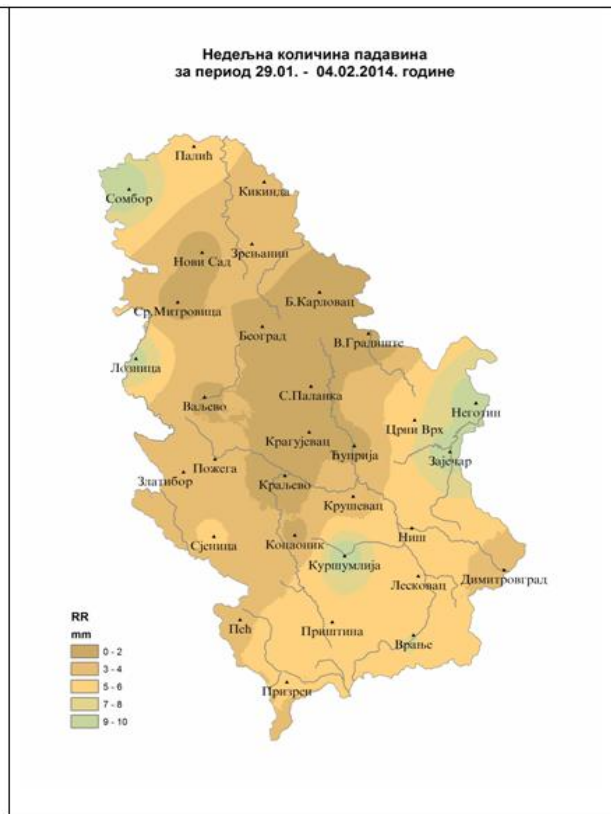 Недељна количина падавина
за период 29.01. - 04.02.2014. године
Палић
Сомбор
Кикинда
Зрењанин
Нови Сад
Б.Карловац
Ср.Митровица
Београд
В.Градиште
Лозница
С.Паланка
Ваљево
Неготин
Црни Врх
Крагујевац
Ћуприја
Зајечар
Пожега
Златибор
Краљево
Крушевац
Ниш
Сјеница
Копаоник
Куршумлија
Димитровград
Лесковац
Пећ
Приштина
Врање
Призрен
RR
mm
0 - 2
3 - 4
5 - 6
7 - 8
9 - 10